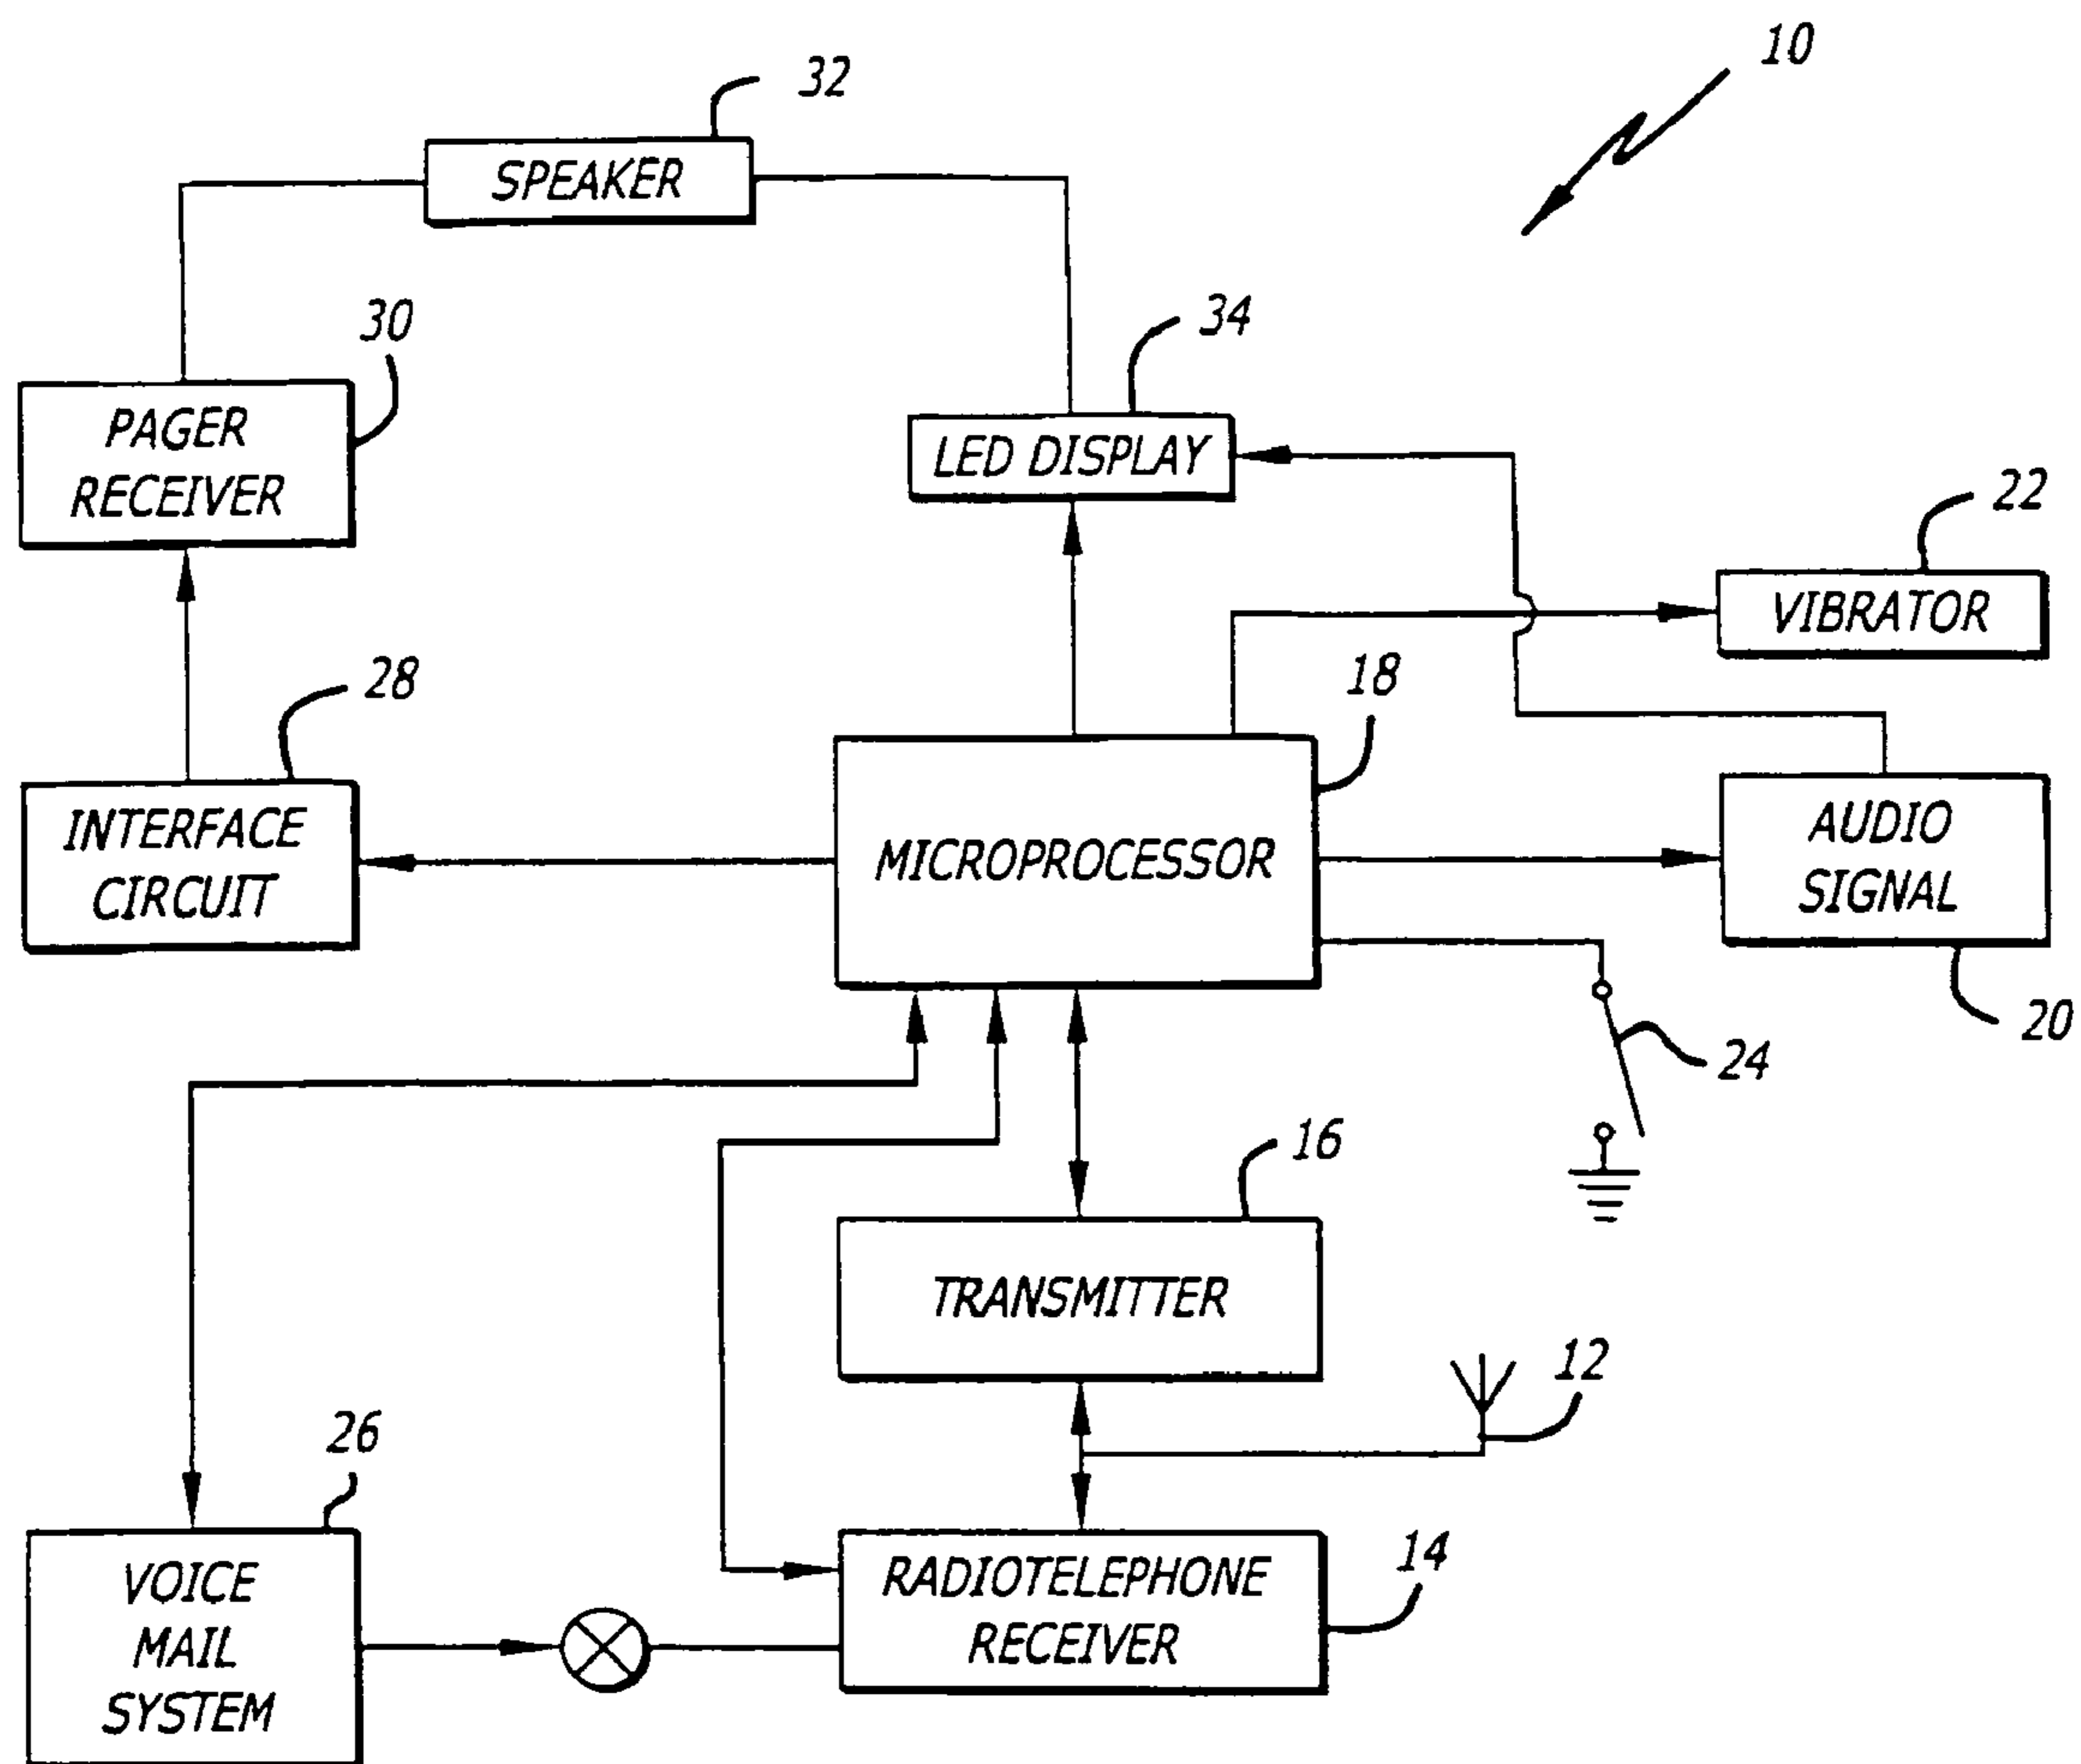 10
32
SPEAKER
30
34
PAGER
RECEIVER
LED DISPLAY
22
VIBRATOR
28
18
INTERFACE
CIRCUIT
MICROPROCESSOR
AUDIO
SIGNAL
20
24
16
TRANSMITTER
12
26
VOICE
MAIL
SYSTEM
RADIOTELEPHONE
RECEIVER
14